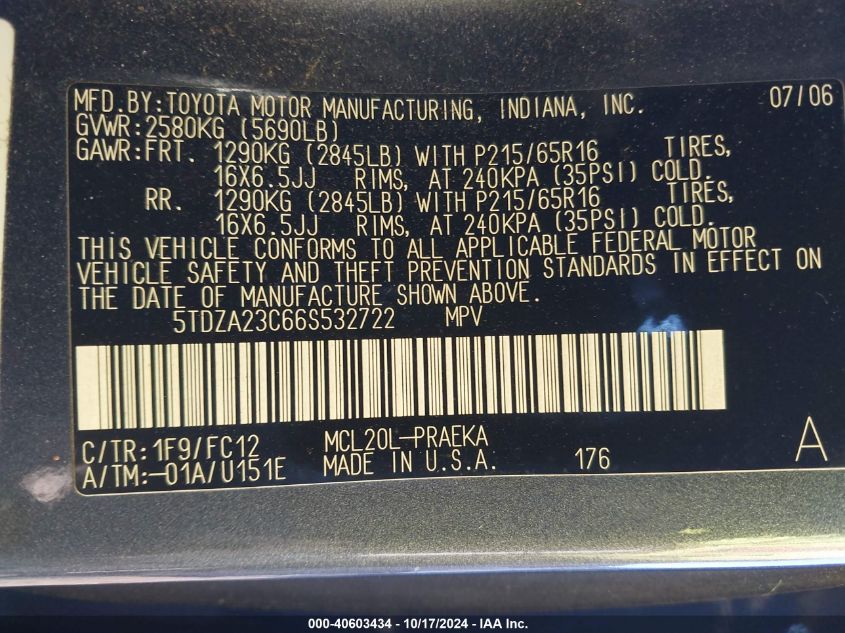 MFD.BY:TOYOTA MOTOR MANUFACTURING, INDIANA, INC. 07/06
GVWR:2580KG (5690LB)
GAWR:FRT. 1290KG (2845LB) WITH P215/65R16 TIRES,
16X6.5JJ RIMS, AT 240KPA (35PSI) COLD.
RR. 1290KG (2845LB) WITH P215/65R16 TIRES,
16X6.5JJ RIMS, AT 240KPA (35PSI) COLD.
THIS VEHICLE CONFORMS TO ALL APPLICABLE FEDERAL MOTOR
VEHICLE SAFETY AND THEFT PREVENTION STANDARDS IN EFFECT ON
THE DATE OF MANUFACTURE SHOWN ABOVE.
5TDZA23C66S532722 MPV
C/TR:1F9/FC12 MCL20L-PRAEKA A
A/TM:-01A/U151E MADE IN U.S.A. 176
000-40603434 - 10/17/2024 - IAA Inc.